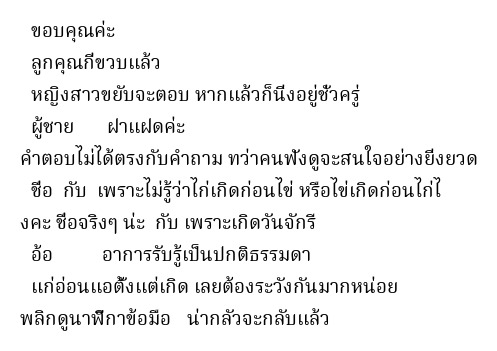 ขอบคุณค่ะ
ลูกคุณกี่ขวบแล้ว
หญิงสาวขยับจะตอบ หากแล้วก็นึ่งอยู่ชั่วครู่
ผู้ชาย ฝาแฝดค่ะ
คำตอบไม่ได้ตรงกับคำถาม ทว่าคนฟังดูจะสนใจอย่างยิ่งยวด
ชื่อ กับ เพราะไม่รู้ว่าไก่เกิดก่อนไข่ หรือไข่เกิดก่อนไก่ไ
งคะ ชื่อจริงๆ น่ะ กับ เพราะเกิดวันจักรี
อ้อ อาการรับรู้เป็นปกติธรรมดา
แก่อ่อนแอตั้งแต่เกิด เลยต้องระวังกันมากหน่อย
พลิกดูนาฬิกาข้อมือ น่ากลัวจะกลับแล้ว